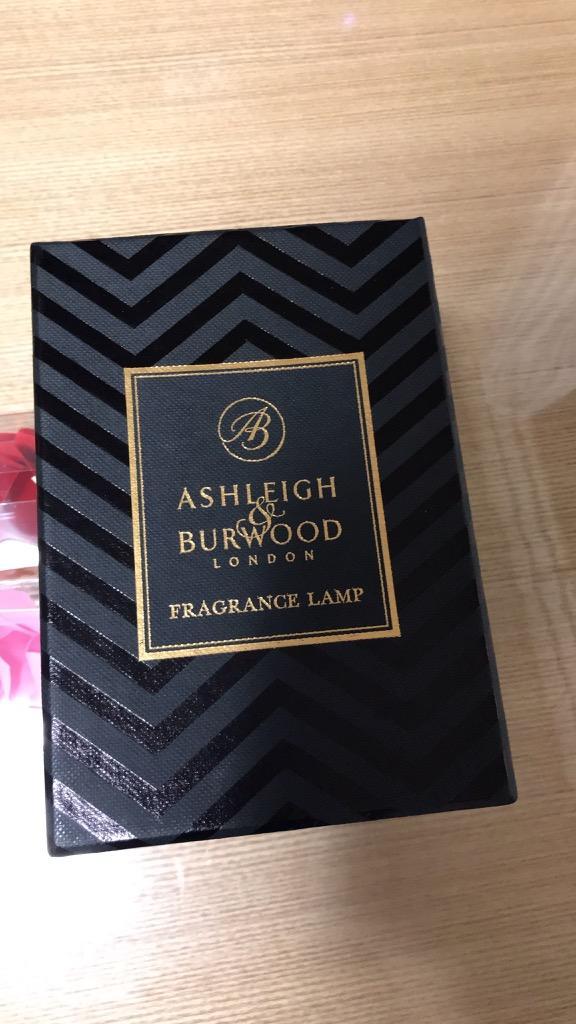 AB
ASHLEIGH
&
BURWOOD
LONDON
FRAGRANCE LAMP